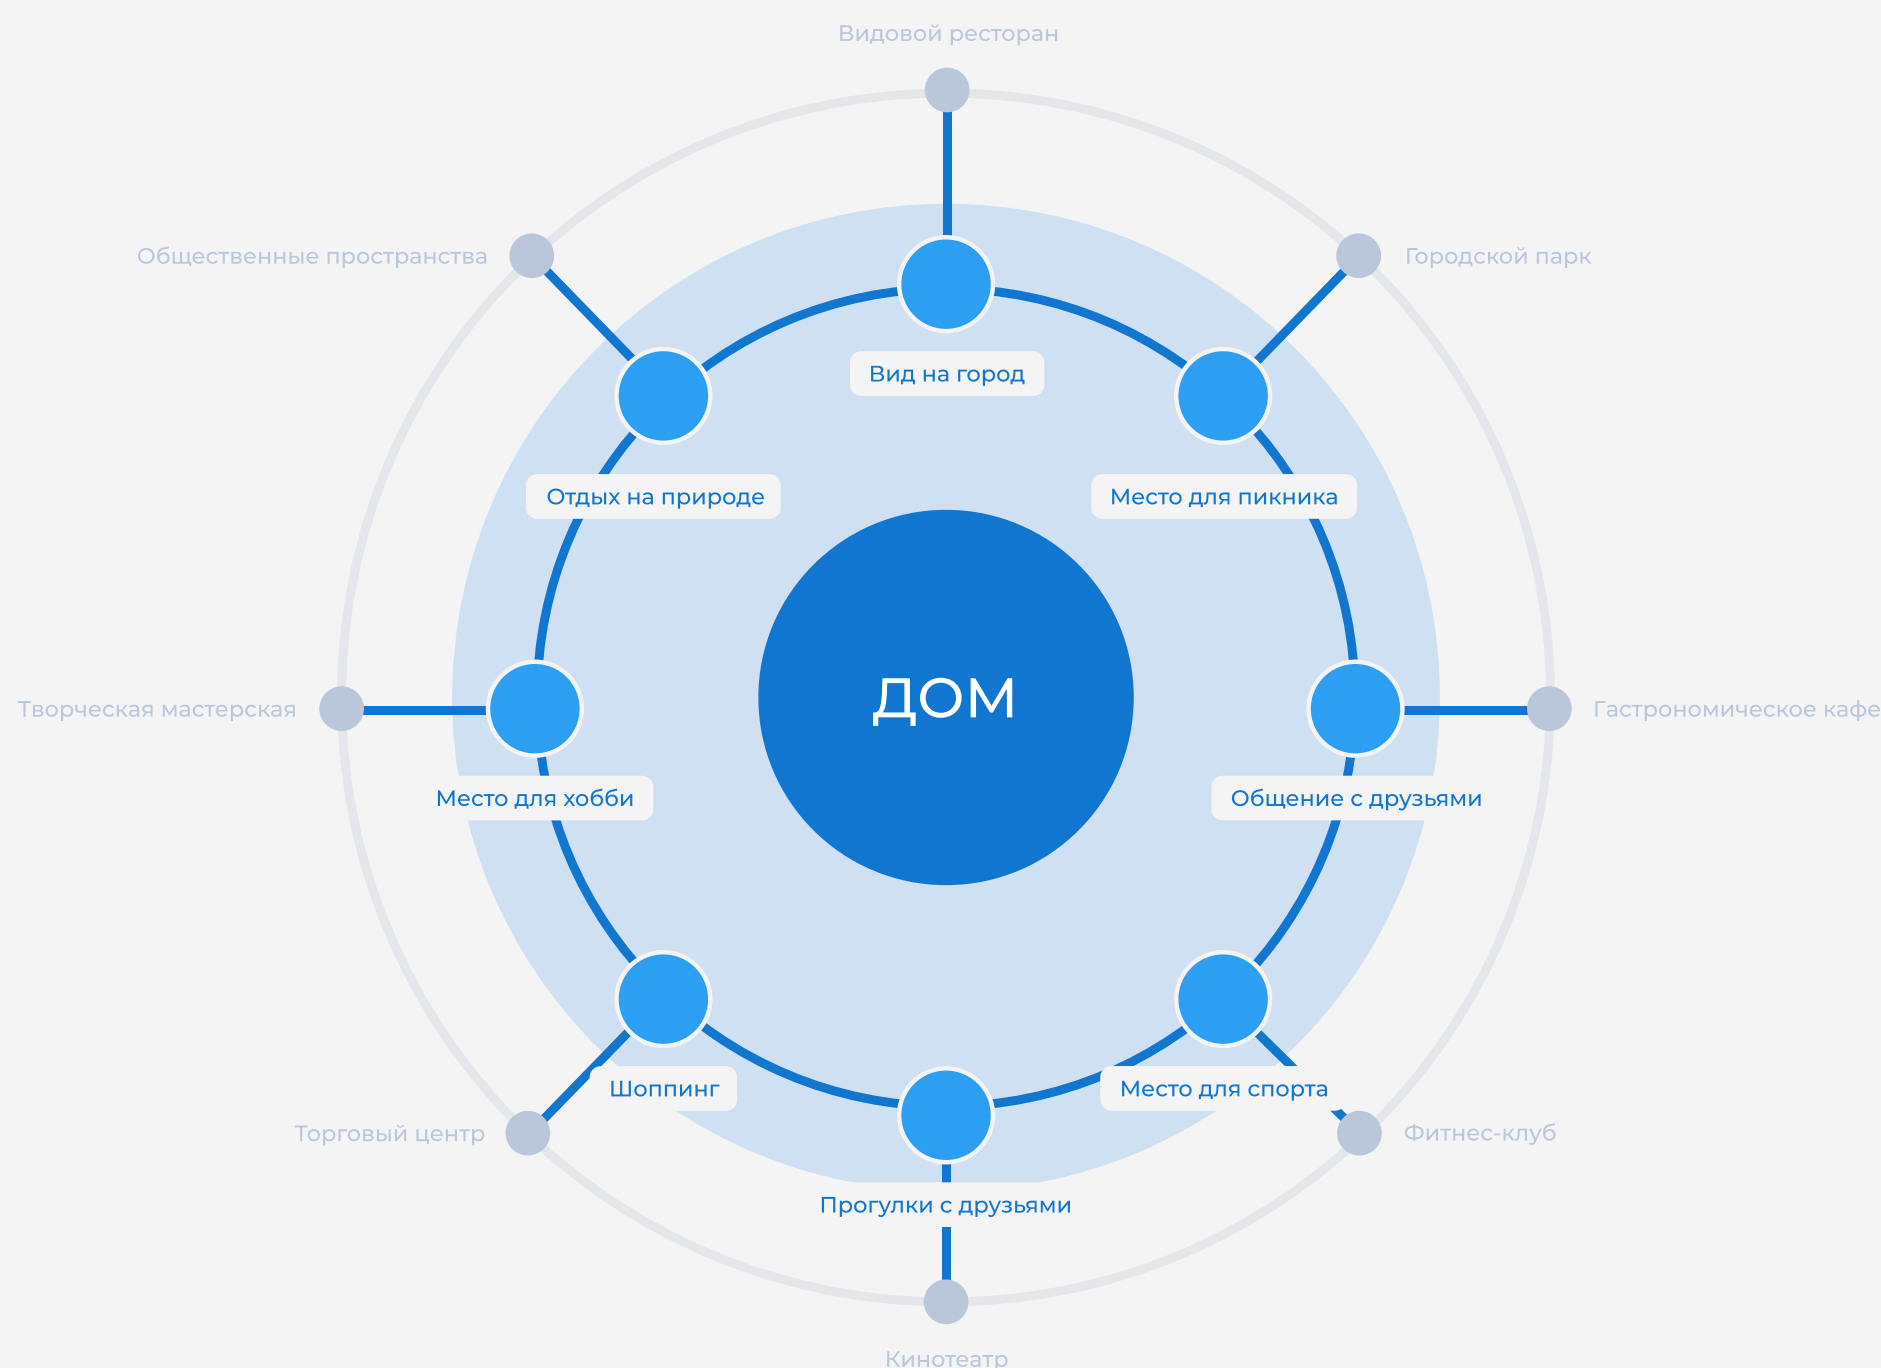 Видовой ресторан
Общественные пространства
Городской парк
Вид на город
Отдых на природе
Место для пикника
ДОМ
Творческая мастерская
Гастрономическое кафе
Место для хобби
Общение с друзьями
Шоппинг
Место для спорта
Торговый центр
Фитнес-клуб
Прогулки с друзьями
Кинотеатр